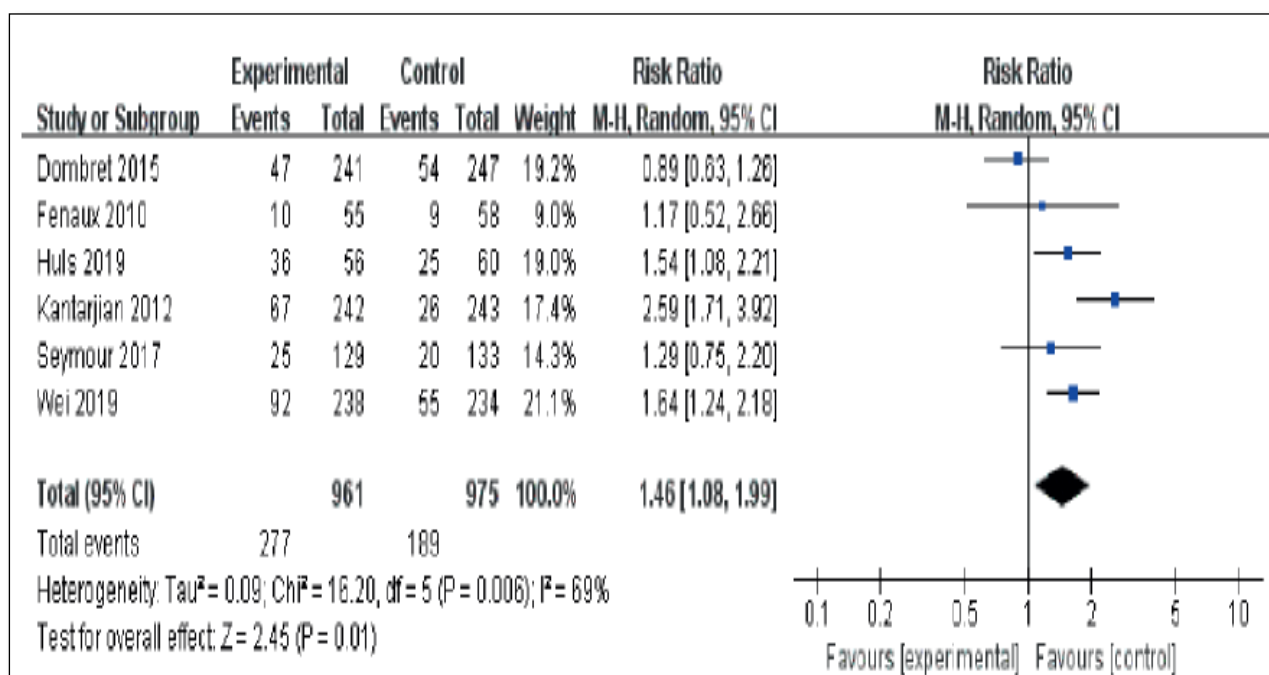 Experimental Control Risk Ratio Risk Ratio
Study or Subgroup Events Total Events Total Weight M-H, Random, 95% CI M-H, Random, 95% CI
Dombret 2015 47 241 54 247 19.2% 0.89 [0.63, 1.26]
Fenaux 2010 10 55 9 58 9.0% 1.17 [0.52, 2.66]
Huls 2019 36 56 25 60 19.0% 1.54 [1.08, 2.21]
Kantarjian 2012 67 242 26 243 17.4% 2.59 [1.71, 3.92]
Seymour 2017 25 129 20 133 14.3% 1.29 [0.75, 2.20]
Wei 2019 92 238 55 234 21.1% 1.64 [1.24, 2.18]
Total (95% CI) 961 975 100.0% 1.46 [1.08, 1.99]
Total events 277 189
Heterogeneity: Tau² = 0.09; Chi² = 16.20, df = 5 (P = 0.006); I² = 69%
Test for overall effect: Z = 2.45 (P = 0.01)
0.1 0.2 0.5 1 2 5 10
Favours [experimental] Favours [control]